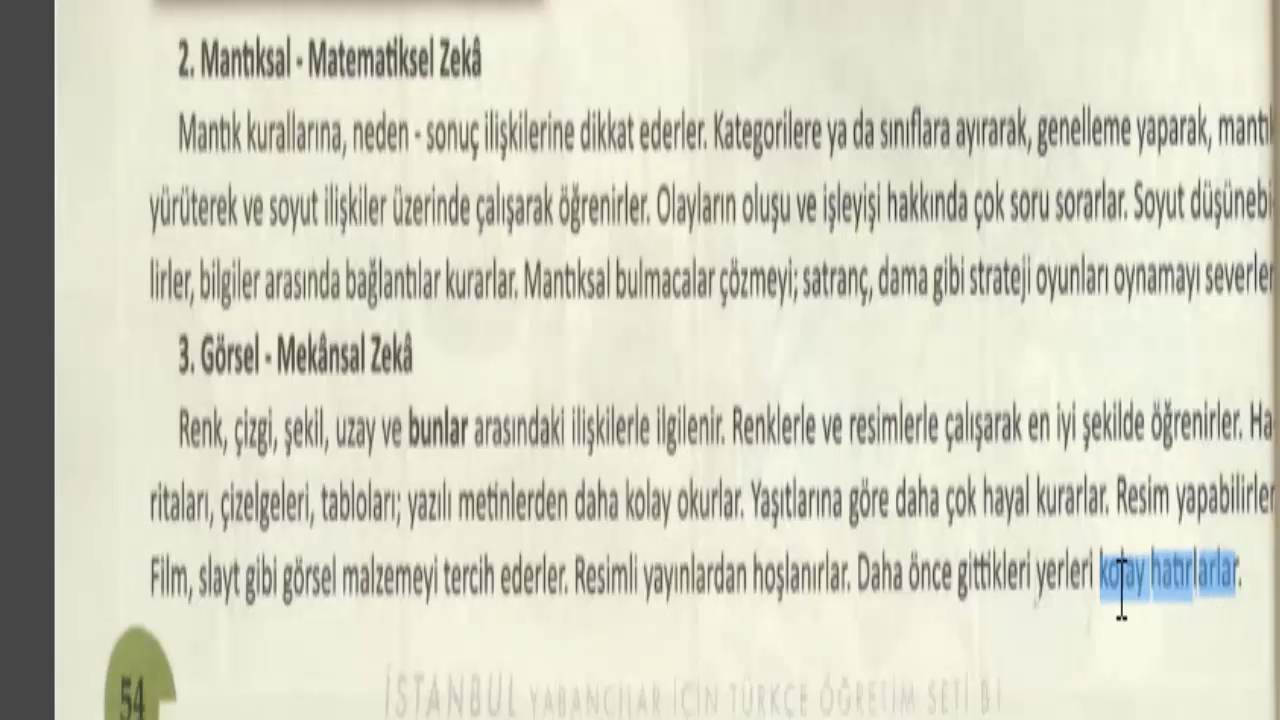 2. Mantıksal - Matematiksel Zekâ
Mantık kurallarına, neden - sonuç ilişkilerine dikkat ederler. Kategorilere ya da sınıflara ayırarak, genelleme yaparak, mantı
yürüterek ve soyut ilişkiler üzerinde çalışarak öğrenirler. Olayların oluşu ve işleyişi hakkında çok soru sorarlar. Soyut düşünebi
lirler, bilgiler arasında bağlantılar kurarlar. Mantıksal bulmacalar çözmeyi; satranç, dama gibi strateji oyunları oynamayı severler
3. Görsel - Mekânsal Zekâ
Renk, çizgi, şekil, uzay ve bunlar arasındaki ilişkilerle ilgilenir. Renklerle ve resimlerle çalışarak en iyi şekilde öğrenirler. Ha
ritaları, çizelgeleri, tabloları; yazılı metinlerden daha kolay okurlar. Yaşıtlarına göre daha çok hayal kurarlar. Resim yapabilirler
Film, slayt gibi görsel malzemeyi tercih ederler. Resimli yayınlardan hoşlanırlar. Daha önce gittikleri yerleri kolay hatırlarlar.
54
İSTANBUL YABANCILAR İÇİN TÜRKÇE ÖĞRETİM SETİ B1